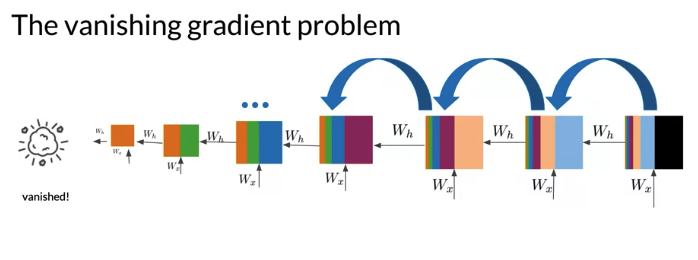 The vanishing gradient problem
...
W_h W_h W_h W_h W_h W_h W_h
W_x W_x W_x W_x W_x W_x W_x
vanished!